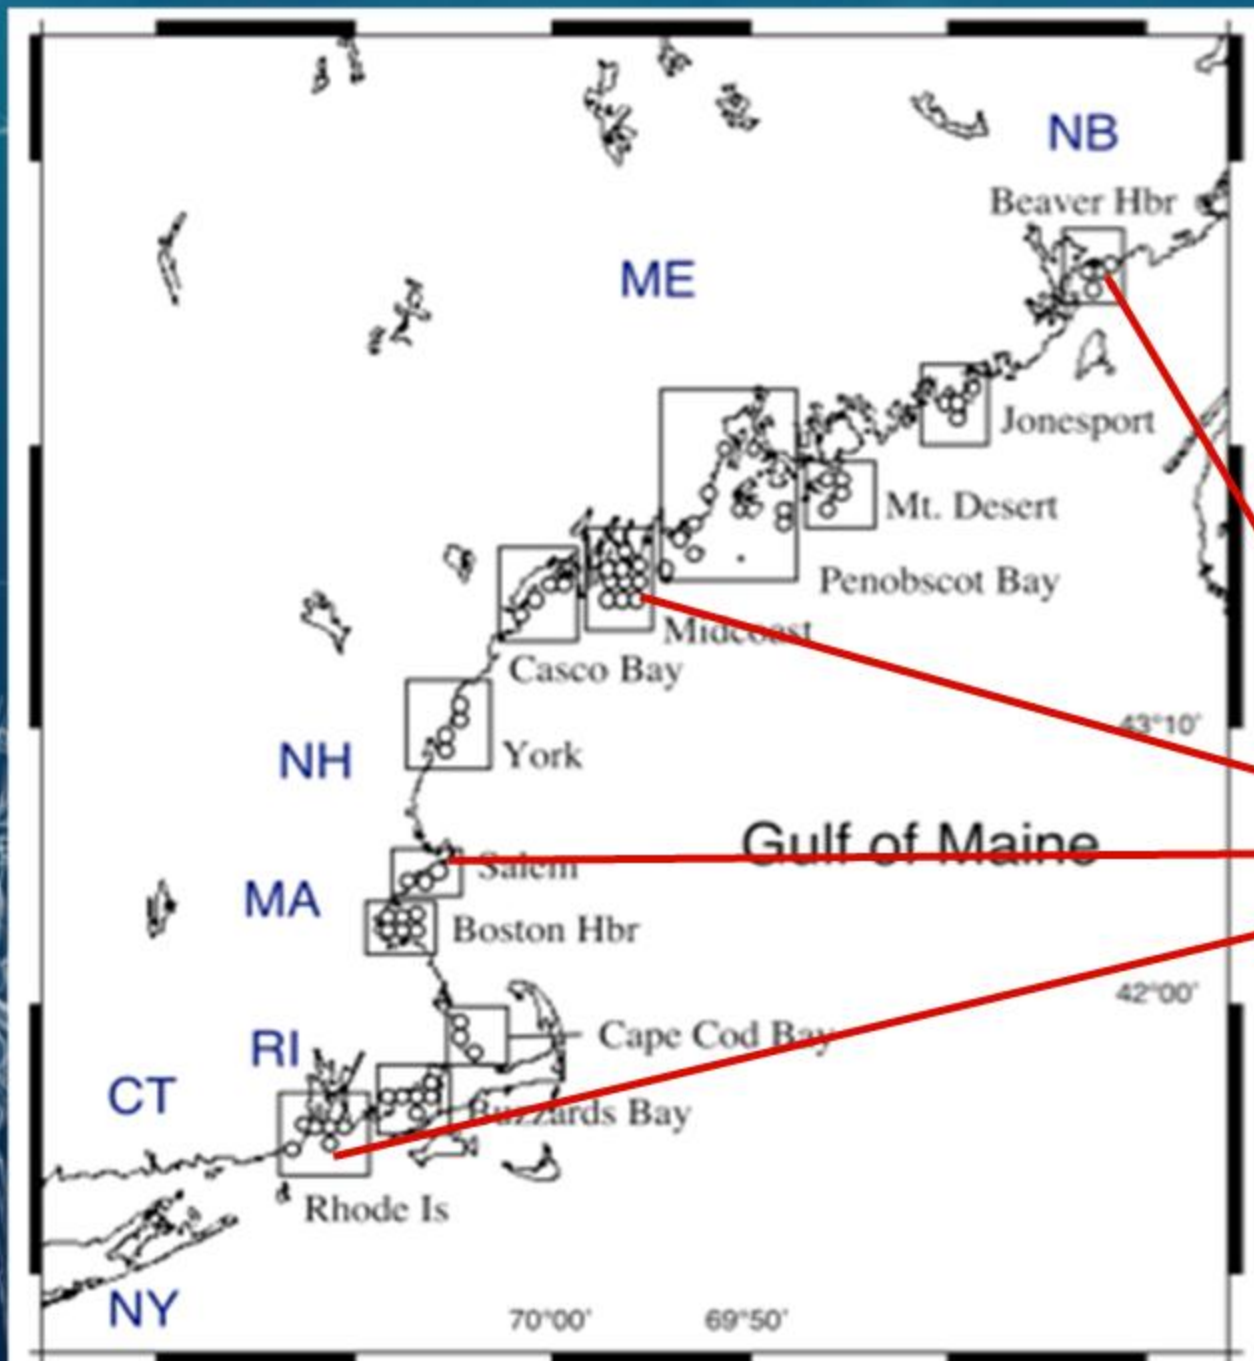 NB
Beaver Hbr
ME
Jonesport
Mt. Desert
Penobscot Bay
Midcoast
Casco Bay
43°10'
NH
York
Gulf of Maine
Salem
MA
Boston Hbr
42°00'
RI
Cape Cod Bay
CT
Buzzards Bay
Rhode Is
NY
70°00'
69°50'